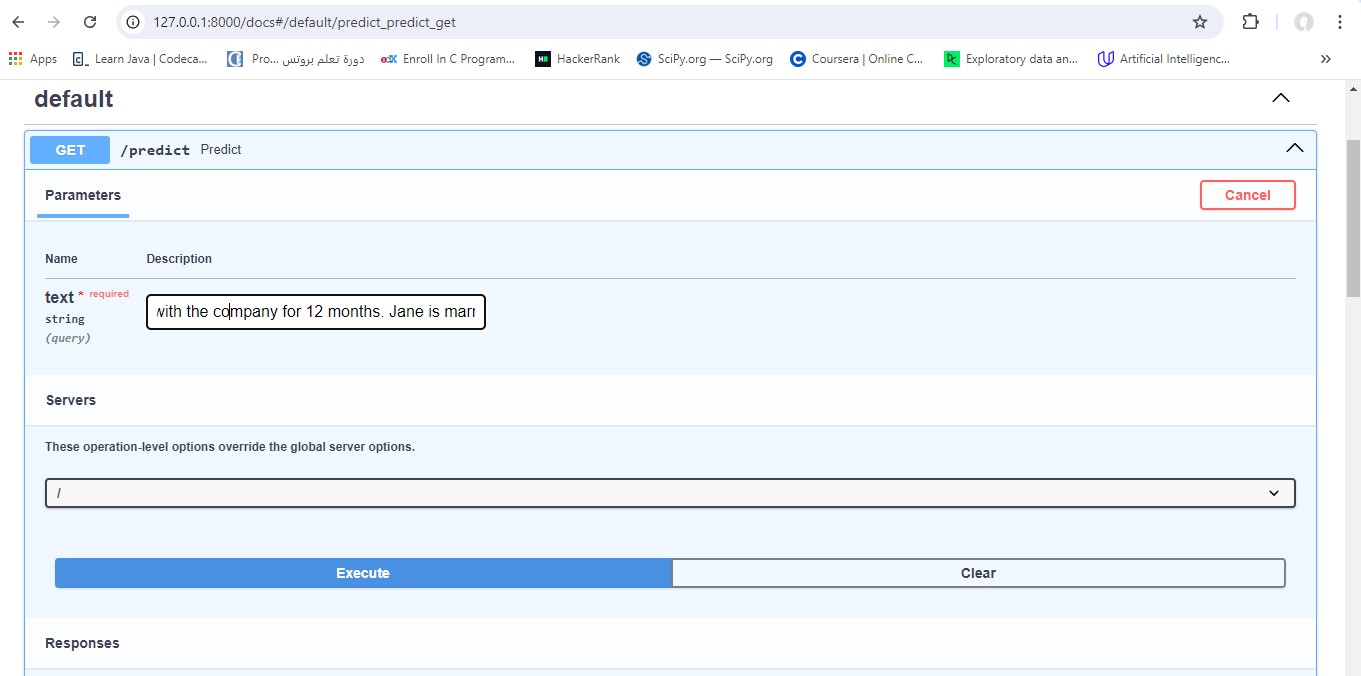 127.0.0.1:8000/docs#/default/predict_predict_get
Apps Learn Java | Codeca... Pro... دورة تعلم بروتس edX Enroll In C Program... HackerRank SciPy.org — SciPy.org Coursera | Online C... Exploratory data an... Artificial Intelligenc... »
default
GET /predict Predict
Parameters Cancel
Name Description
text * required
with the company for 12 months. Jane is marr
string
(query)
Servers
These operation-level options override the global server options.
/
Execute Clear
Responses